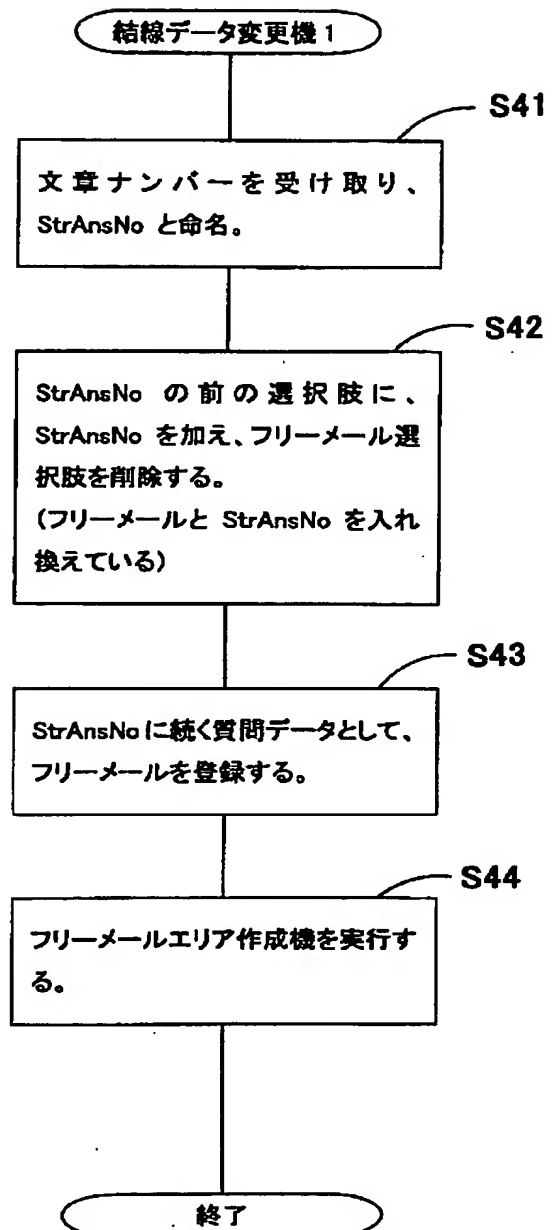 結線データ変更機1
S41
文章ナンバーを受け取り、
StrAnsNo と命名。
S42
StrAnsNo の前の選択肢に、
StrAnsNo を加え、フリーメール選
択肢を削除する。
(フリーメールと StrAnsNo を入れ
換えている)
S43
StrAnsNoに続く質問データとして、
フリーメールを登録する。
S44
フリーメールエリア作成機を実行す
る。
終了